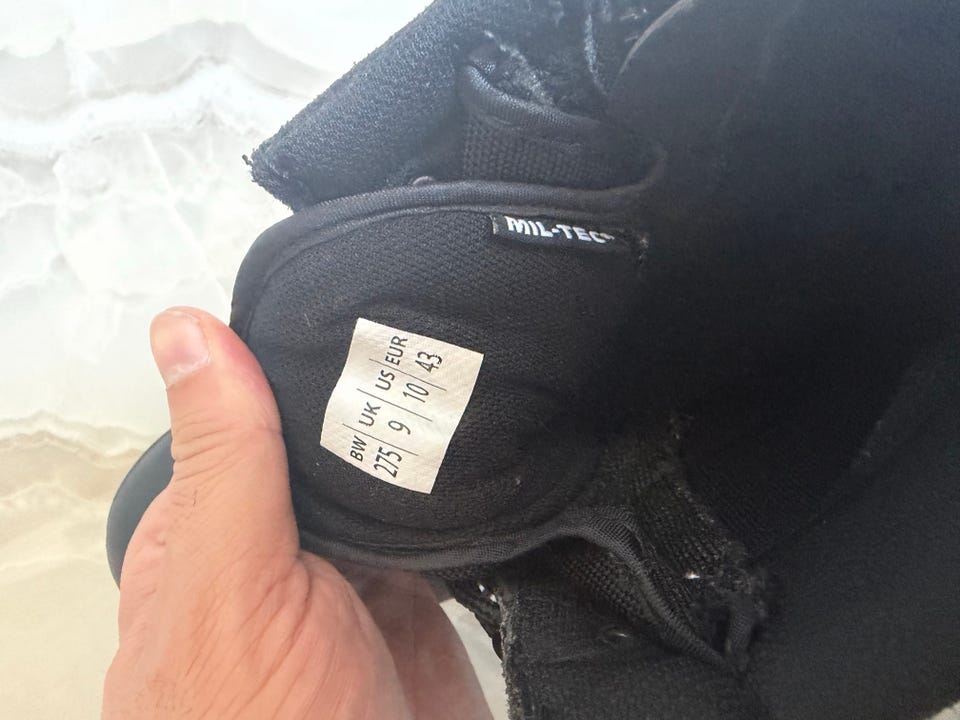 MIL-TEC
BW | UK | US | EUR
275 | 9 | 10 | 43